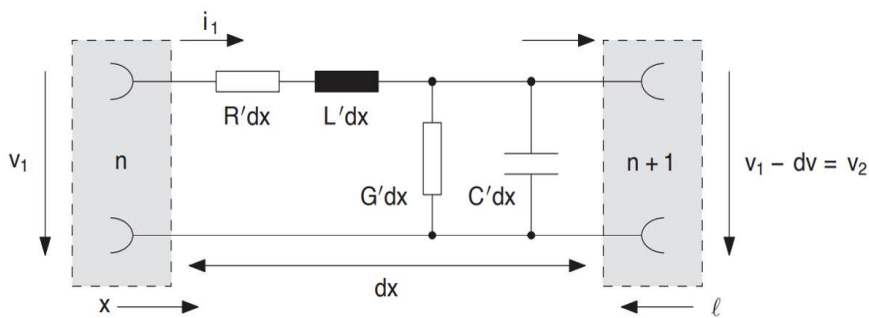 i₁
R′dx
L′dx
v₁
n
G′dx
C′dx
n + 1
v₁ − dv = v₂
dx
x
ℓ